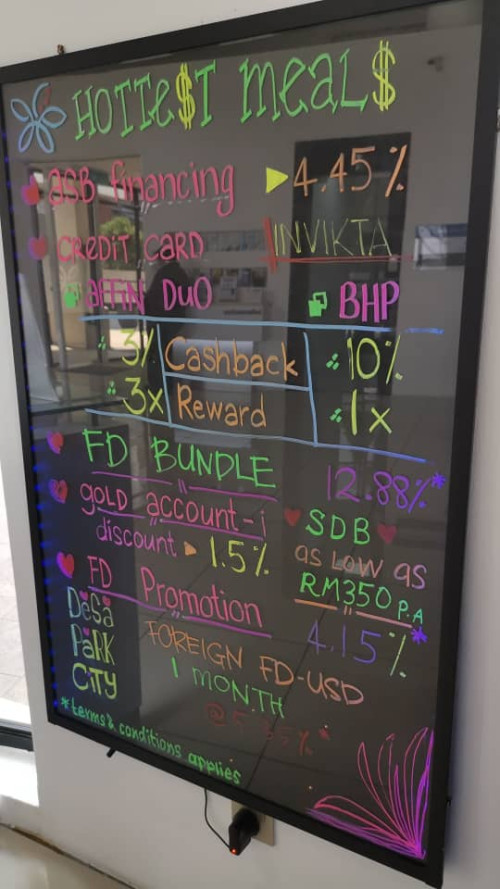 HOTTe$T meaL$
aSB financing ▶ 4.45%
CREDiT CARD INVIKTA
aFFiN DUO BHP
3% Cashback 10%
3x Reward 1x
FD BUNDLE 12.88%*
gOLD account-i SDB
discount ▶ 1.5% as LOW as
RM350 P.A
FD Promotion 4.15%*
DeSa PaRK CiTY
FOREIGN FD-USD
1 MONTH
*terms & conditions applies